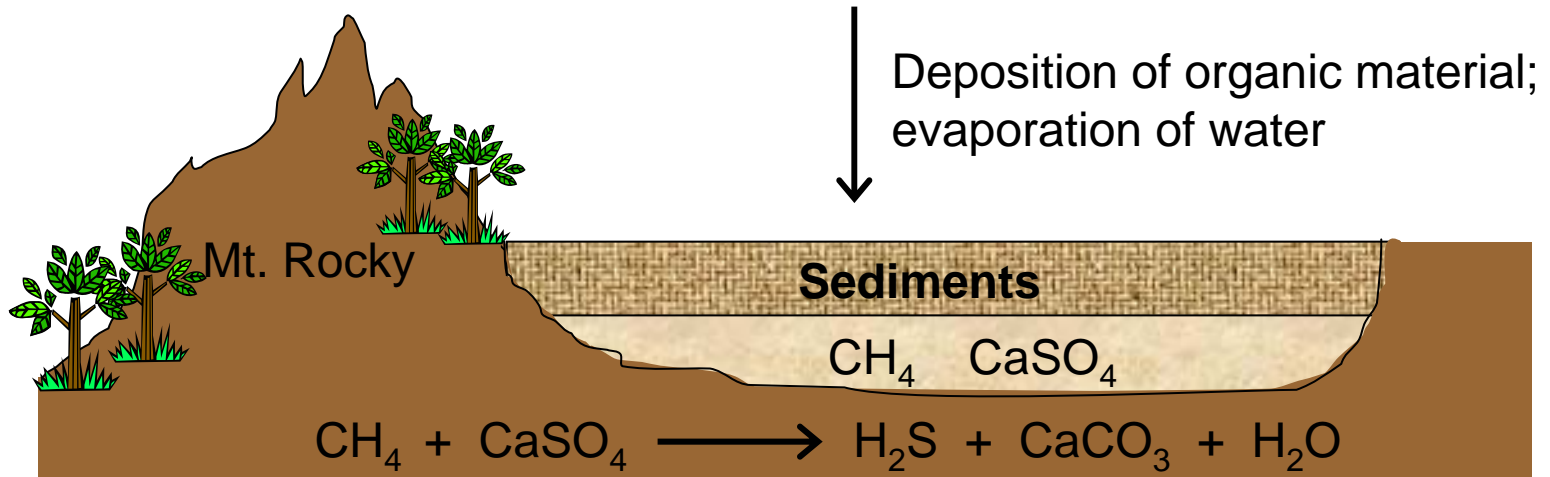 Deposition of organic material;
evaporation of water
Mt. Rocky
Sediments
CH₄ CaSO₄
CH₄ + CaSO₄ ⟶ H₂S + CaCO₃ + H₂O